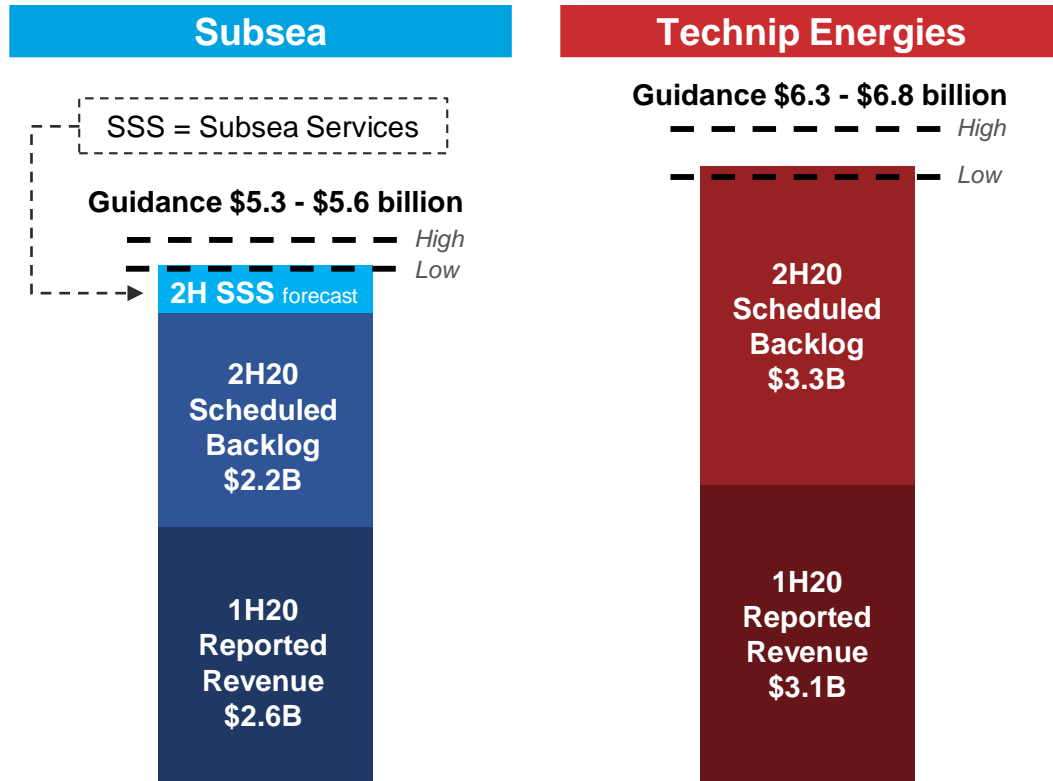 Subsea
SSS = Subsea Services
Guidance $5.3 - $5.6 billion
High
Low
2H SSS forecast
2H20
Scheduled
Backlog
$2.2B
1H20
Reported
Revenue
$2.6B
Technip Energies
Guidance $6.3 - $6.8 billion
High
Low
2H20
Scheduled
Backlog
$3.3B
1H20
Reported
Revenue
$3.1B